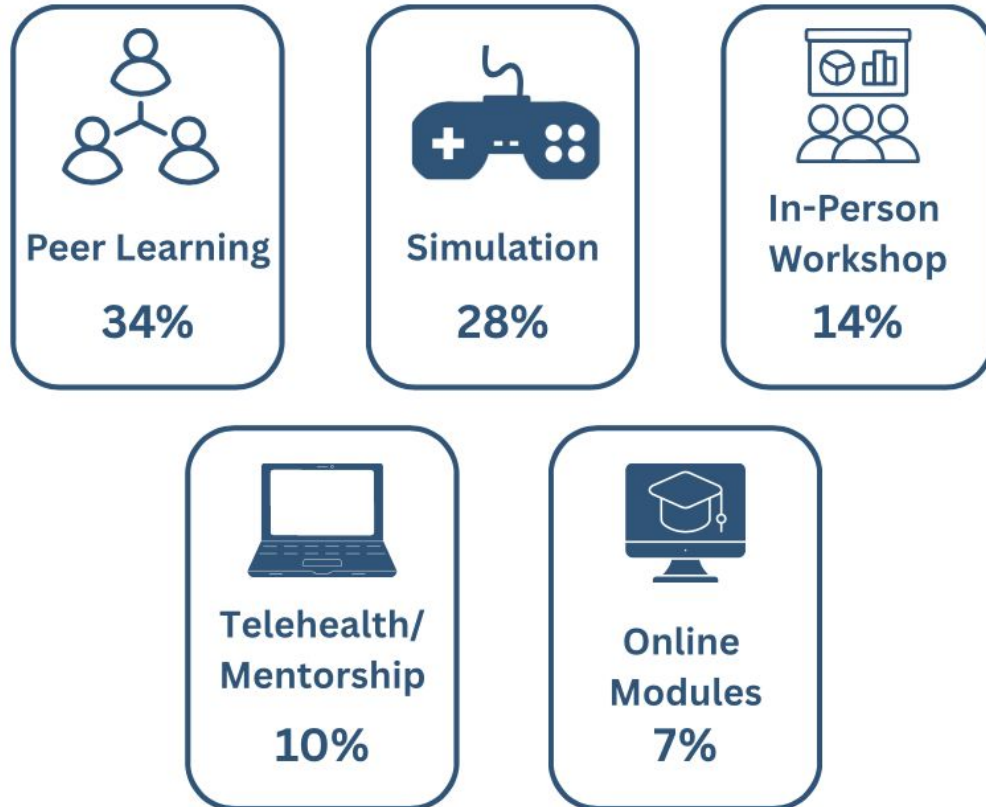 Peer Learning
34%
Simulation
28%
In-Person
Workshop
14%
Telehealth/
Mentorship
10%
Online
Modules
7%